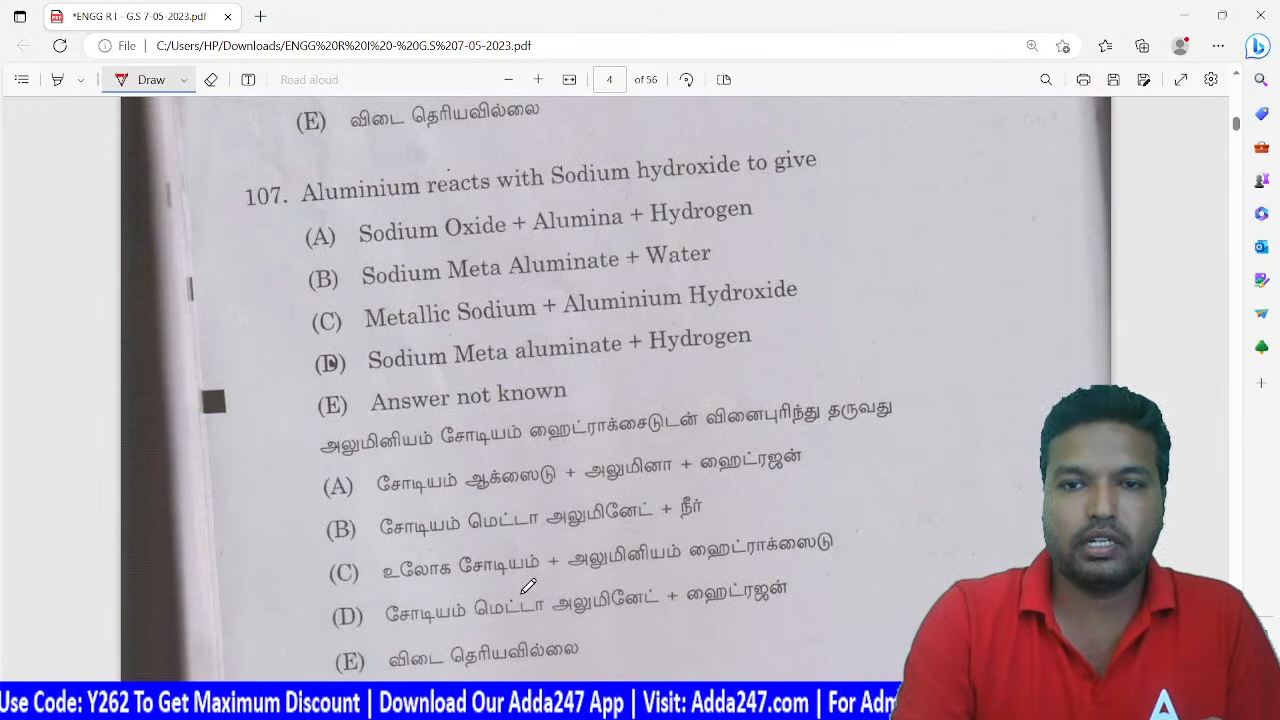 *ENGG R I - G.S 7-05-2023.pdf
File C:/Users/HP/Downloads/ENGG%20R%20I%20-%20G.S%207-05-2023.pdf
Draw Read aloud 4 of 56
(E) விடை தெரியவில்லை
107. Aluminium reacts with Sodium hydroxide to give
(A) Sodium Oxide + Alumina + Hydrogen
(B) Sodium Meta Aluminate + Water
(C) Metallic Sodium + Aluminium Hydroxide
(D) Sodium Meta aluminate + Hydrogen
(E) Answer not known
அலுமினியம் சோடியம் ஹைட்ராக்சைடுடன் வினைபுரிந்து தருவது
(A) சோடியம் ஆக்ஸைடு + அலுமினா + ஹைட்ரஜன்
(B) சோடியம் மெட்டா அலுமினேட் + நீர்
(C) உலோக சோடியம் + அலுமினியம் ஹைட்ராக்ஸைடு
(D) சோடியம் மெட்டா அலுமினேட் + ஹைட்ரஜன்
(E) விடை தெரியவில்லை
Use Code: Y262 To Get Maximum Discount | Download Our Adda247 App | Visit: Adda247.com | For Adm